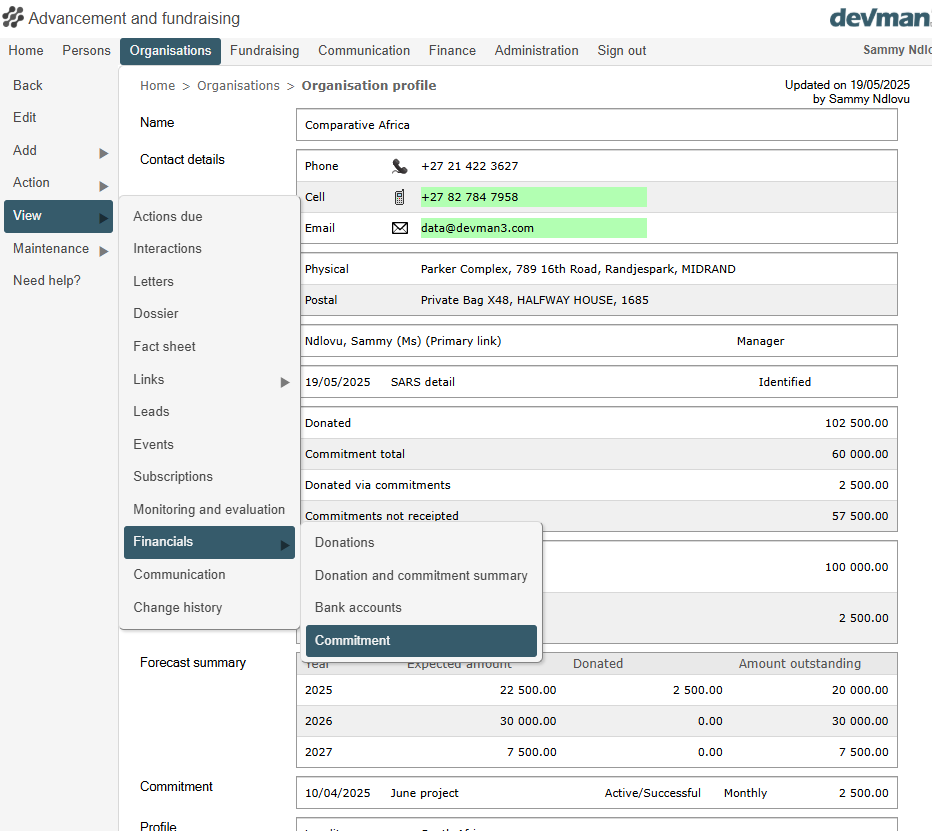 Advancement and fundraising
devman
Home Persons Organisations Fundraising Communication Finance Administration Sign out Sammy
Back
Edit
Add
Action
View
Maintenance
Need help?
Home > Organisations > Organisation profile
Updated on 19/05/2025
by Sammy Ndlovu
Name Comparative Africa
Contact details
Phone +27 21 422 3627
Cell +27 82 784 7958
Email data@devman3.com
Physical Parker Complex, 789 16th Road, Randjespark, MIDRAND
Postal Private Bag X48, HALFWAY HOUSE, 1685
Ndlovu, Sammy (Ms) (Primary link) Manager
19/05/2025 SARS detail Identified
Donated 102 500.00
Commitment total 60 000.00
Donated via commitments 2 500.00
Commitments not receipted 57 500.00
100 000.00
2 500.00
Actions due
Interactions
Letters
Dossier
Fact sheet
Links
Leads
Events
Subscriptions
Monitoring and evaluation
Financials
Communication
Change history
Donations
Donation and commitment summary
Bank accounts
Commitment
Forecast summary
Year Expected amount Donated Amount outstanding
2025 22 500.00 2 500.00 20 000.00
2026 30 000.00 0.00 30 000.00
2027 7 500.00 0.00 7 500.00
Commitment 10/04/2025 June project Active/Successful Monthly 2 500.00
Profile